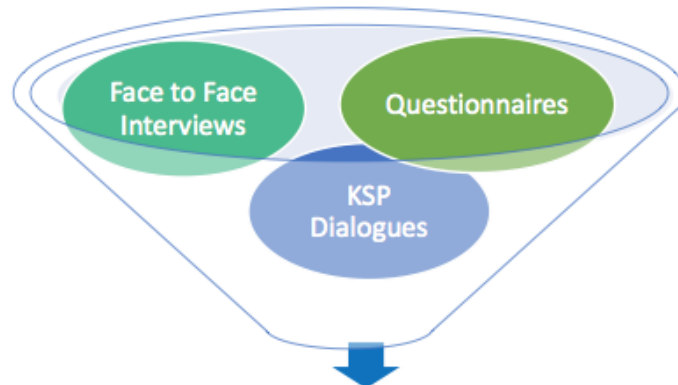 Face to Face
Interviews
Questionnaires
KSP
Dialogues